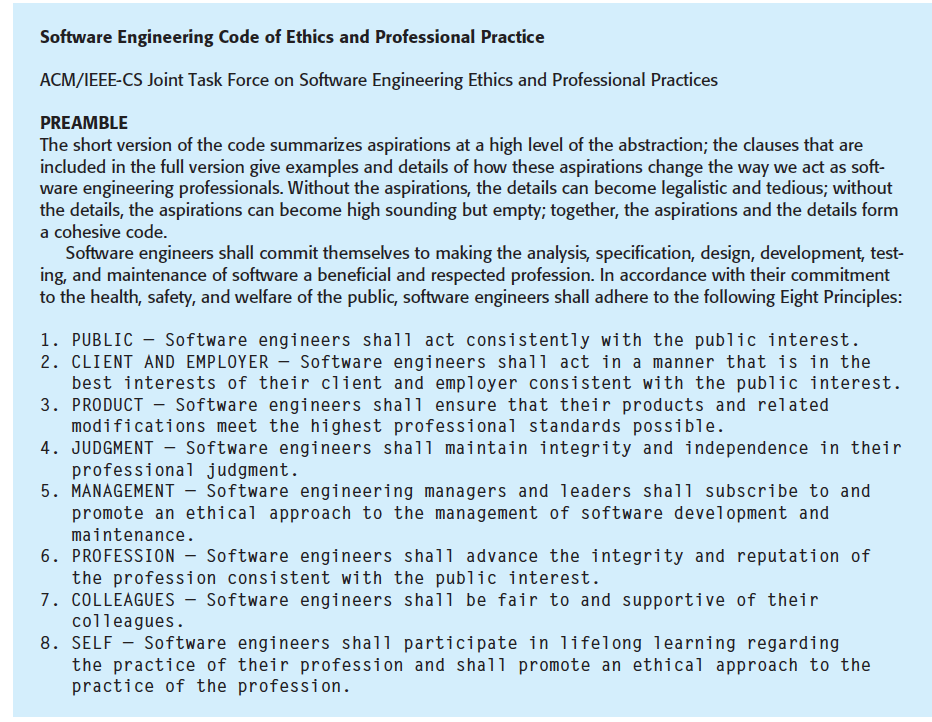 Software Engineering Code of Ethics and Professional Practice
ACM/IEEE-CS Joint Task Force on Software Engineering Ethics and Professional Practices
PREAMBLE
The short version of the code summarizes aspirations at a high level of the abstraction; the clauses that are
included in the full version give examples and details of how these aspirations change the way we act as soft-
ware engineering professionals. Without the aspirations, the details can become legalistic and tedious; without
the details, the aspirations can become high sounding but empty; together, the aspirations and the details form
a cohesive code.
Software engineers shall commit themselves to making the analysis, specification, design, development, test-
ing, and maintenance of software a beneficial and respected profession. In accordance with their commitment
to the health, safety, and welfare of the public, software engineers shall adhere to the following Eight Principles:
1. PUBLIC — Software engineers shall act consistently with the public interest.
2. CLIENT AND EMPLOYER — Software engineers shall act in a manner that is in the
best interests of their client and employer consistent with the public interest.
3. PRODUCT — Software engineers shall ensure that their products and related
modifications meet the highest professional standards possible.
4. JUDGMENT — Software engineers shall maintain integrity and independence in their
professional judgment.
5. MANAGEMENT — Software engineering managers and leaders shall subscribe to and
promote an ethical approach to the management of software development and
maintenance.
6. PROFESSION — Software engineers shall advance the integrity and reputation of
the profession consistent with the public interest.
7. COLLEAGUES — Software engineers shall be fair to and supportive of their
colleagues.
8. SELF — Software engineers shall participate in lifelong learning regarding
the practice of their profession and shall promote an ethical approach to the
practice of the profession.